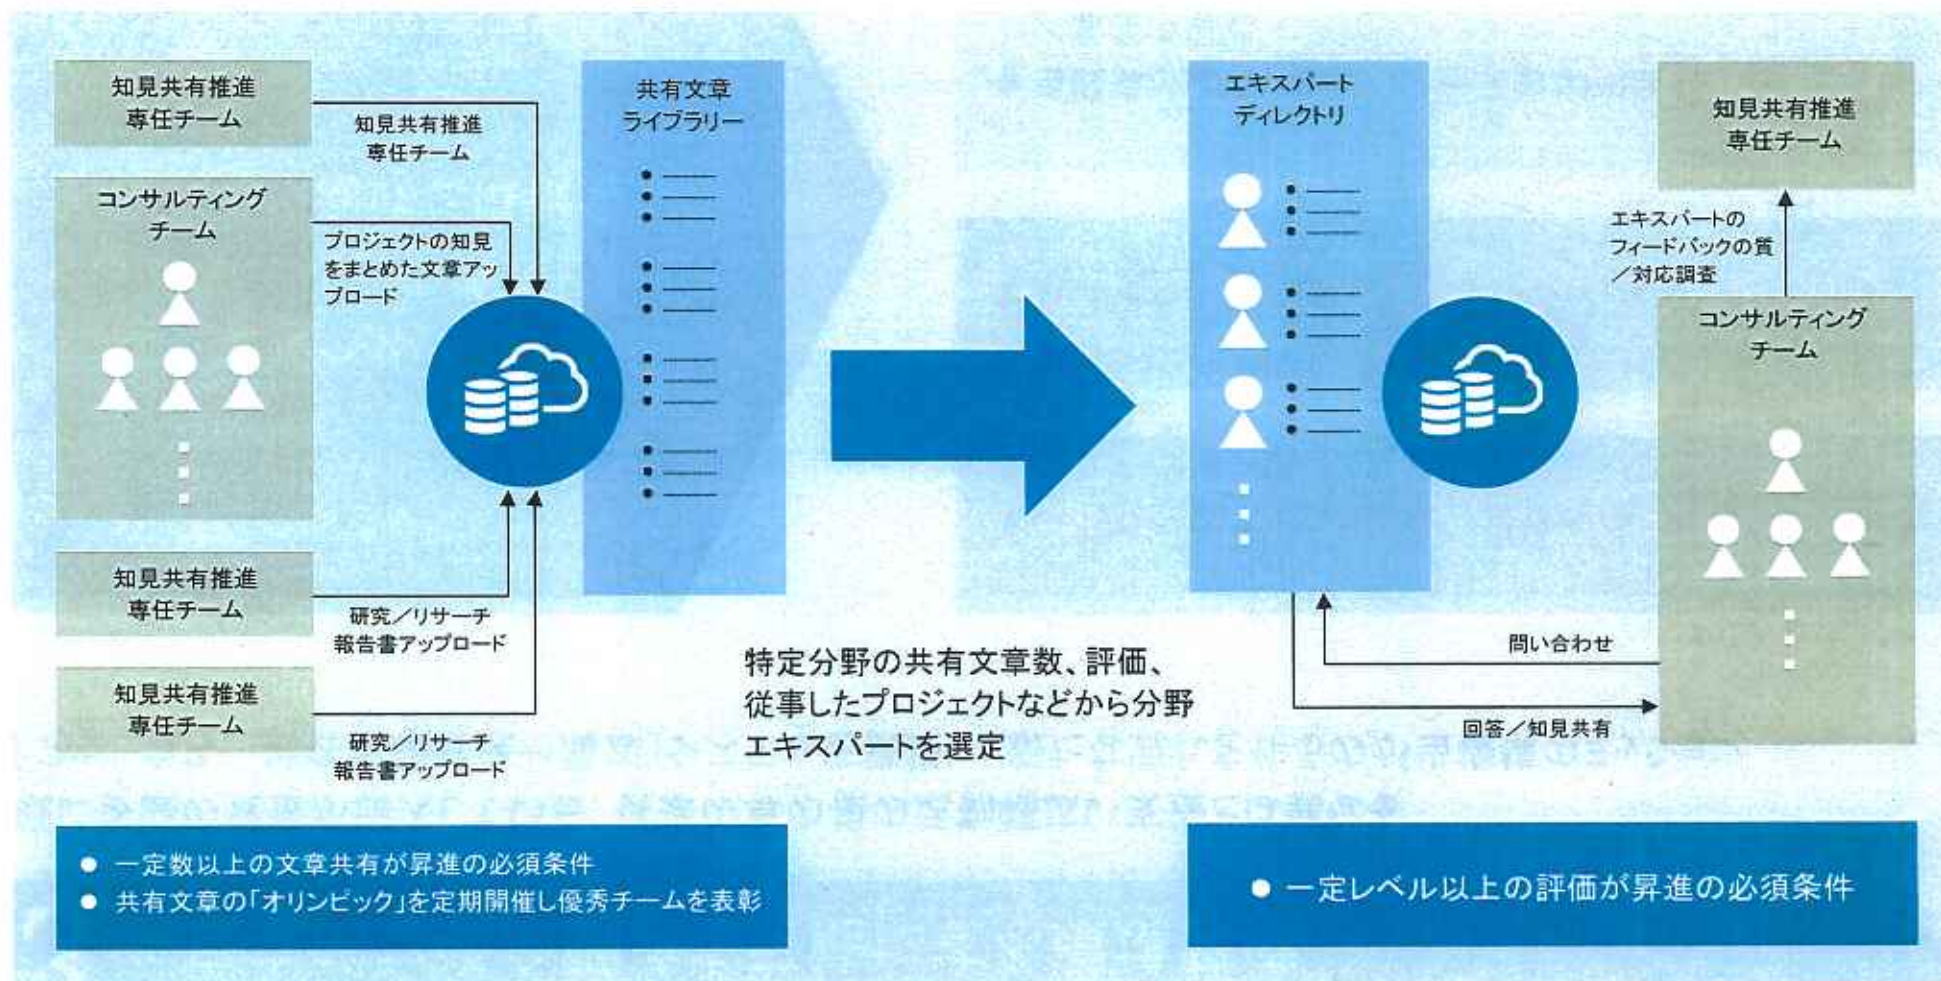 知見共有推進
専任チーム
知見共有推進
専任チーム
コンサルティング
チーム
プロジェクトの知見
をまとめた文章アッ
プロード
知見共有推進
専任チーム
研究／リサーチ
報告書アップロード
知見共有推進
専任チーム
研究／リサーチ
報告書アップロード
共有文章
ライブラリー
特定分野の共有文章数、評価、
従事したプロジェクトなどから分野
エキスパートを選定
エキスパート
ディレクトリ
知見共有推進
専任チーム
エキスパートの
フィードバックの質
／対応調査
コンサルティング
チーム
問い合わせ
回答／知見共有
● 一定数以上の文章共有が昇進の必須条件
● 共有文章の「オリンピック」を定期開催し優秀チームを表彰
● 一定レベル以上の評価が昇進の必須条件